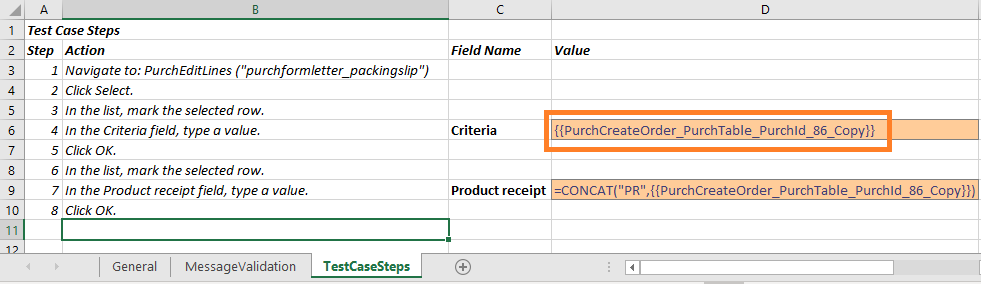 A B C D
1 Test Case Steps
2 Step Action Field Name Value
3 1 Navigate to: PurchEditLines ("purchformletter_packingslip")
4 2 Click Select.
5 3 In the list, mark the selected row.
6 4 In the Criteria field, type a value. Criteria {{PurchCreateOrder_PurchTable_PurchId_86_Copy}}
7 5 Click OK.
8 6 In the list, mark the selected row.
9 7 In the Product receipt field, type a value. Product receipt =CONCAT("PR",{{PurchCreateOrder_PurchTable_PurchId_86_Copy}})
10 8 Click OK.
11
12
General MessageValidation TestCaseSteps